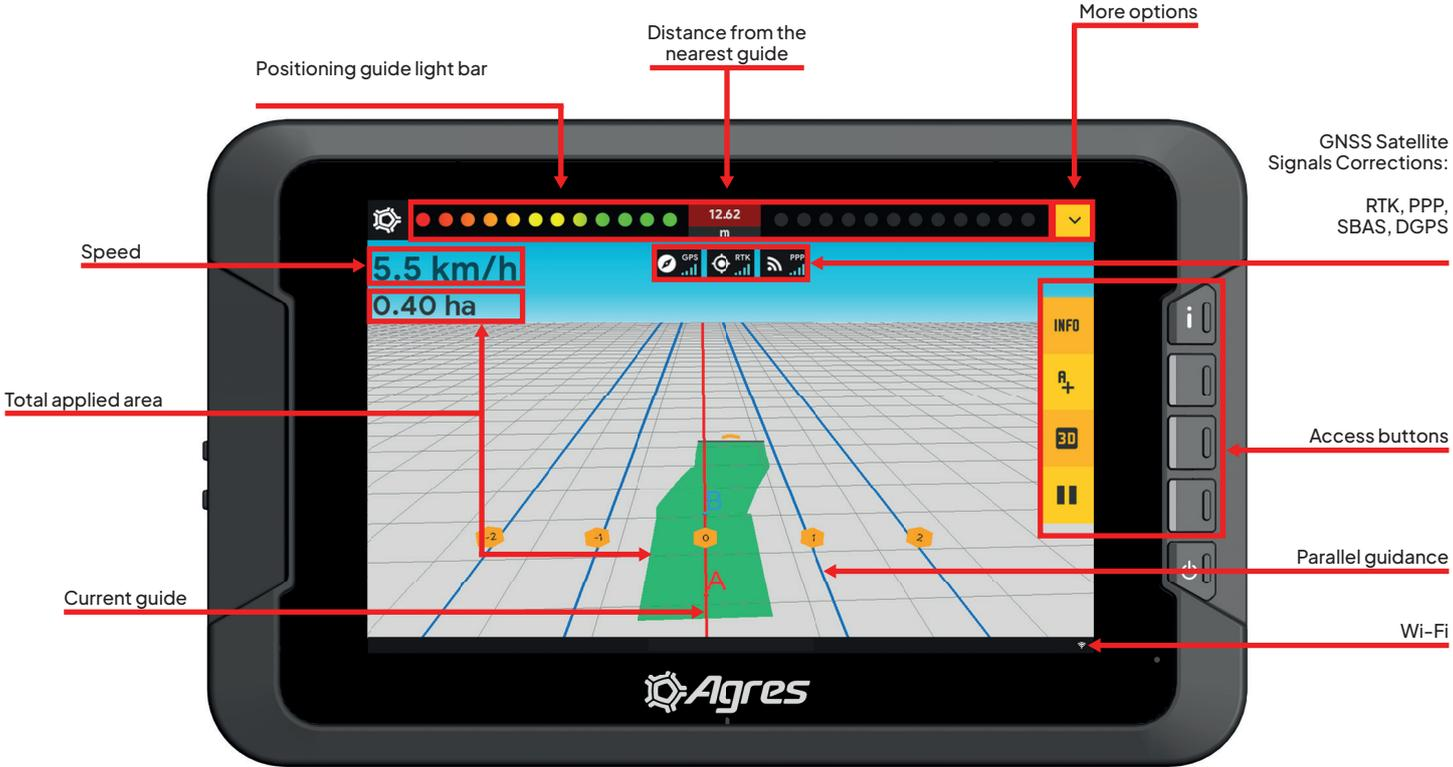 More options
Distance from the
nearest guide
Positioning guide light bar
GNSS Satellite
Signals Corrections:
RTK, PPP,
SBAS, DGPS
12.62
m
Speed
5.5 km/h
GPS
RTK
PPP
0.40 ha
i
INFO
A+
Total applied area
3D
Access buttons
B
-2
-1
0
1
2
Parallel guidance
A
Current guide
Wi-Fi
Agres